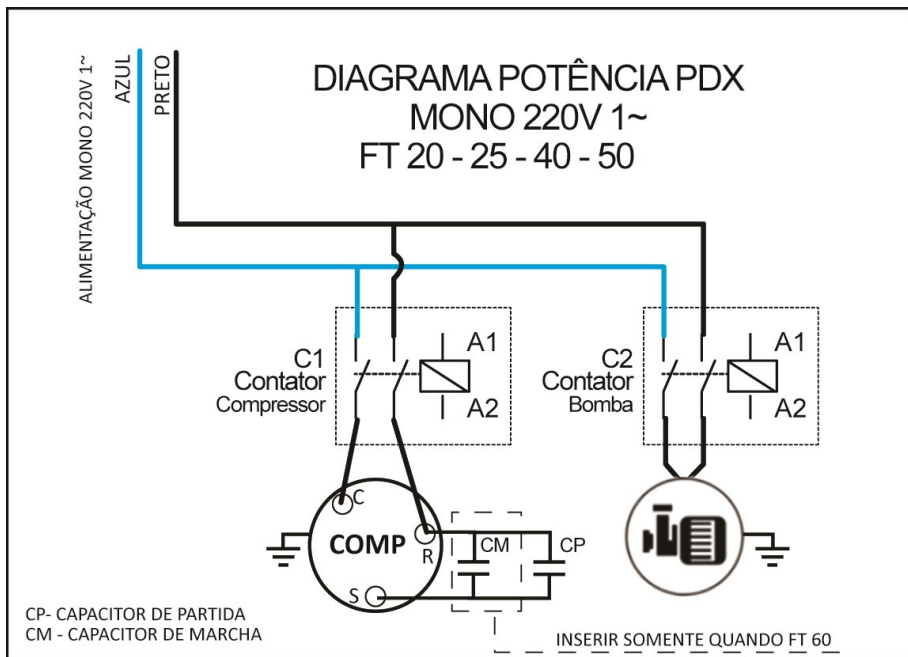 ALIMENTAÇÃO MONO 220V 1~
AZUL
PRETO
DIAGRAMA POTÊNCIA PDX
MONO 220V 1~
FT 20 - 25 - 40 - 50
C1
Contator
Compressor
A1
A2
C2
Contator
Bomba
A1
A2
C
COMP
R
S
CM
CP
CP- CAPACITOR DE PARTIDA
CM - CAPACITOR DE MARCHA
INSERIR SOMENTE QUANDO FT 60